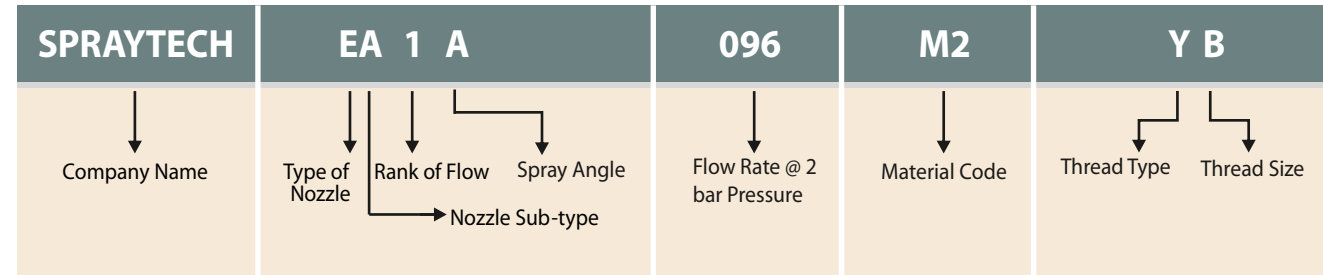 SPRAYTECH EA 1 A 096 M2 Y B
Company Name
Type of
Nozzle
Rank of Flow
Spray Angle
Nozzle Sub-type
Flow Rate @ 2
bar Pressure
Material Code
Thread Type
Thread Size